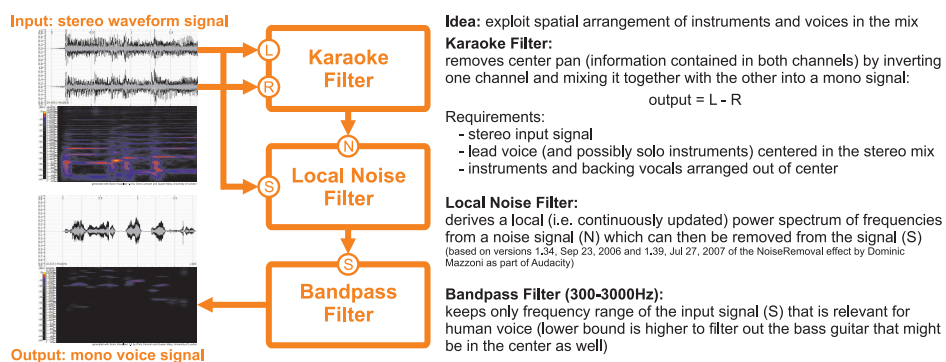 Input: stereo waveform signal
L
R
Karaoke
Filter
N
S
Local Noise
Filter
S
Bandpass
Filter
Output: mono voice signal
Idea: exploit spatial arrangement of instruments and voices in the mix
Karaoke Filter:
removes center pan (information contained in both channels) by inverting
one channel and mixing it together with the other into a mono signal:
output = L - R
Requirements:
- stereo input signal
- lead voice (and possibly solo instruments) centered in the stereo mix
- instruments and backing vocals arranged out of center
Local Noise Filter:
derives a local (i.e. continuously updated) power spectrum of frequencies
from a noise signal (N) which can then be removed from the signal (S)
(based on versions 1.34, Sep 23, 2006 and 1.39, Jul 27, 2007 of the NoiseRemoval effect by Dominic
Mazzoni as part of Audacity)
Bandpass Filter (300-3000Hz):
keeps only frequency range of the input signal (S) that is relevant for
human voice (lower bound is higher to filter out the bass guitar that might
be in the center as well)